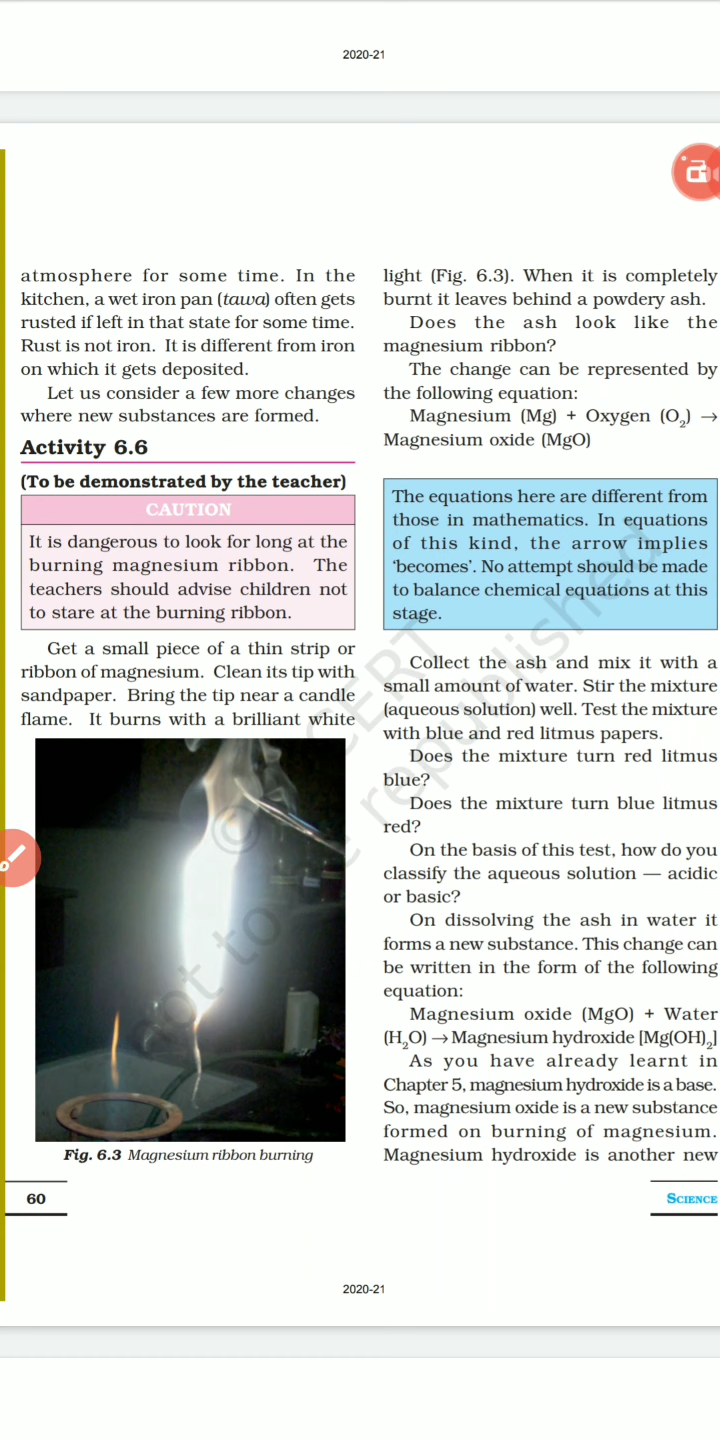 2020-21
atmosphere for some time. In the
kitchen, a wet iron pan (tawa) often gets
rusted if left in that state for some time.
Rust is not iron. It is different from iron
on which it gets deposited.
Let us consider a few more changes
where new substances are formed.
Activity 6.6
(To be demonstrated by the teacher)
CAUTION
It is dangerous to look for long at the
burning magnesium ribbon. The
teachers should advise children not
to stare at the burning ribbon.
Get a small piece of a thin strip or
ribbon of magnesium. Clean its tip with
sandpaper. Bring the tip near a candle
flame. It burns with a brilliant white
Fig. 6.3 Magnesium ribbon burning
light (Fig. 6.3). When it is completely
burnt it leaves behind a powdery ash.
Does the ash look like the
magnesium ribbon?
The change can be represented by
the following equation:
Magnesium (Mg) + Oxygen (O₂) →
Magnesium oxide (MgO)
The equations here are different from
those in mathematics. In equations
of this kind, the arrow implies
‘becomes’. No attempt should be made
to balance chemical equations at this
stage.
Collect the ash and mix it with a
small amount of water. Stir the mixture
(aqueous solution) well. Test the mixture
with blue and red litmus papers.
Does the mixture turn red litmus
blue?
Does the mixture turn blue litmus
red?
On the basis of this test, how do you
classify the aqueous solution — acidic
or basic?
On dissolving the ash in water it
forms a new substance. This change can
be written in the form of the following
equation:
Magnesium oxide (MgO) + Water
(H₂O) → Magnesium hydroxide [Mg(OH)₂]
As you have already learnt in
Chapter 5, magnesium hydroxide is a base.
So, magnesium oxide is a new substance
formed on burning of magnesium.
Magnesium hydroxide is another new
60
SCIENCE
2020-21
© NCERT
not to be republished